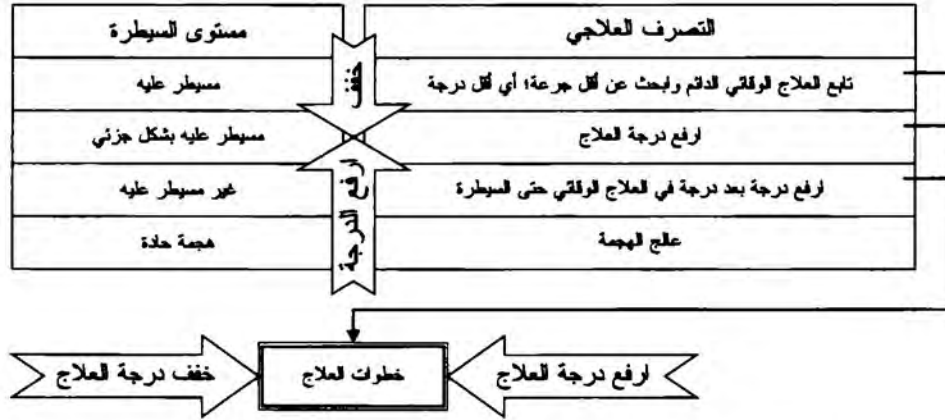 التصرف العلاجي
مستوى السيطرة
تابع العلاج الوقائي الدائم وابحث عن أقل جرعة؛ أي أقل درجة
خفف
مسيطر عليه
ارفع درجة العلاج
مسيطر عليه بشكل جزئي
ارفع درجة بعد درجة في العلاج الوقائي حتى السيطرة
ارفع الدرجة
غير مسيطر عليه
عالج الهجمة
هجمة حادة
ارفع درجة العلاج
خطوات العلاج
خفف درجة العلاج